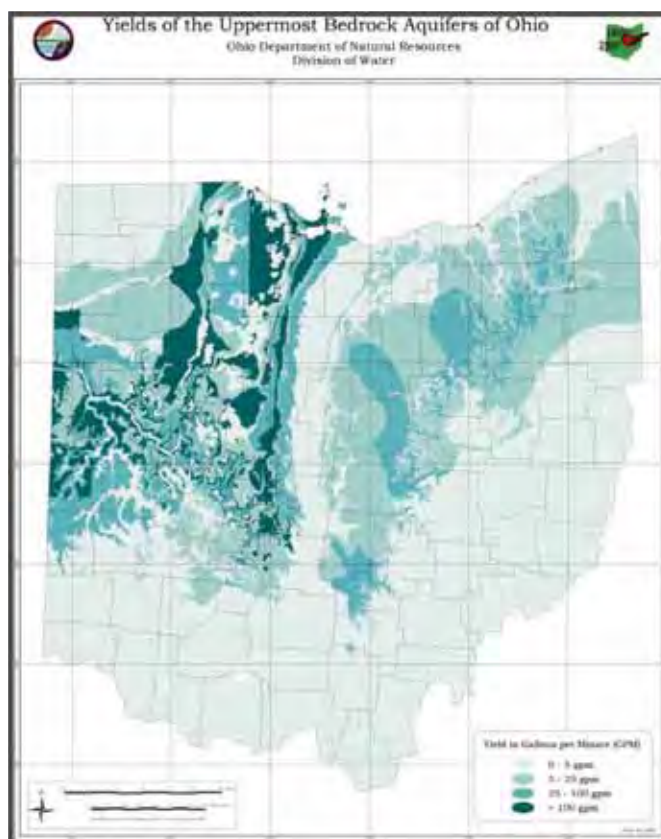 Yields of the Uppermost Bedrock Aquifers of Ohio
Ohio Department of Natural Resources
Division of Water
Yield in Gallons per Minute (GPM)
0 - 5 gpm
5 - 25 gpm
25 - 100 gpm
> 100 gpm